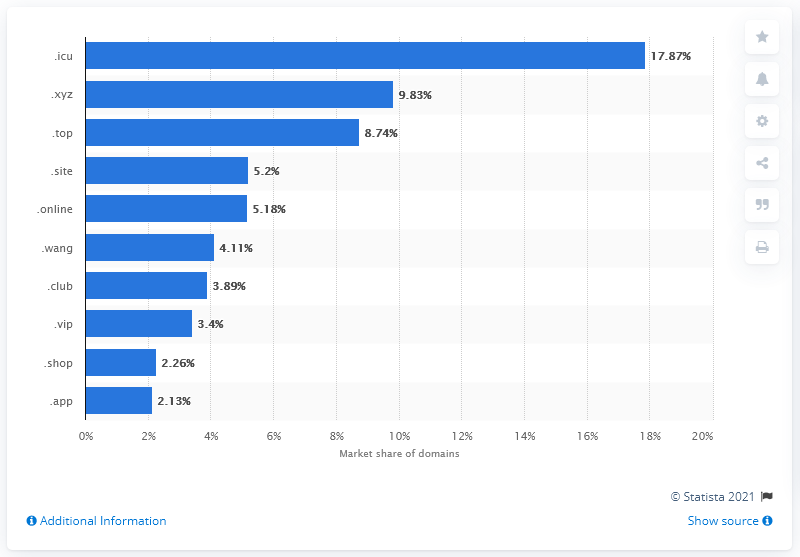 .icu 17.87%
.xyz 9.83%
.top 8.74%
.site 5.2%
.online 5.18%
.wang 4.11%
.club 3.89%
.vip 3.4%
.shop 2.26%
.app 2.13%
0% 2% 4% 6% 8% 10% 12% 14% 16% 18% 20%
Market share of domains
© Statista 2021
Additional Information
Show source